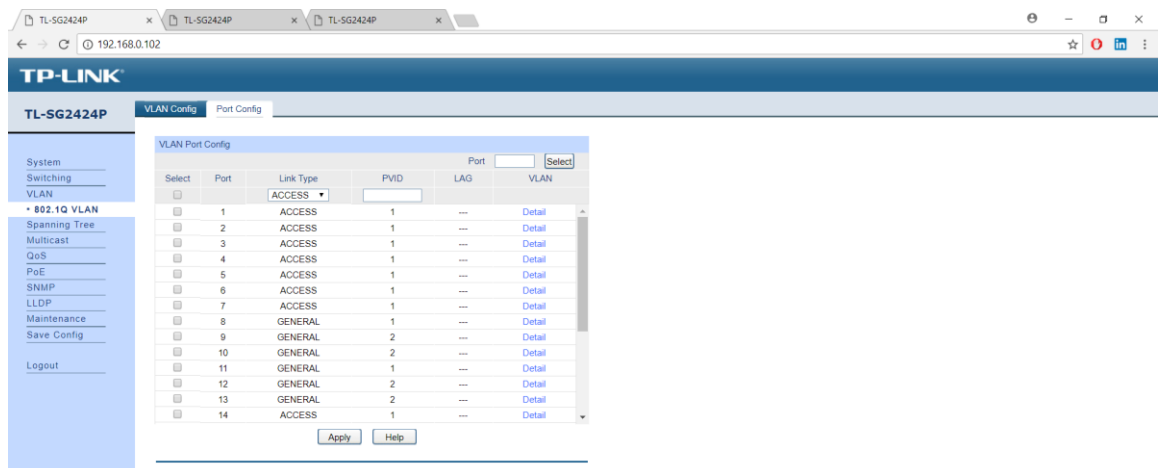 TL-SG2424P TL-SG2424P TL-SG2424P
192.168.0.102
TP-LINK
TL-SG2424P
VLAN Config Port Config
System
Switching
VLAN
• 802.1Q VLAN
Spanning Tree
Multicast
QoS
PoE
SNMP
LLDP
Maintenance
Save Config
Logout
VLAN Port Config
Port Select
Select Port Link Type PVID LAG VLAN
ACCESS
1 ACCESS 1 --- Detail
2 ACCESS 1 --- Detail
3 ACCESS 1 --- Detail
4 ACCESS 1 --- Detail
5 ACCESS 1 --- Detail
6 ACCESS 1 --- Detail
7 ACCESS 1 --- Detail
8 GENERAL 1 --- Detail
9 GENERAL 2 --- Detail
10 GENERAL 2 --- Detail
11 GENERAL 1 --- Detail
12 GENERAL 2 --- Detail
13 GENERAL 2 --- Detail
14 ACCESS 1 --- Detail
Apply Help